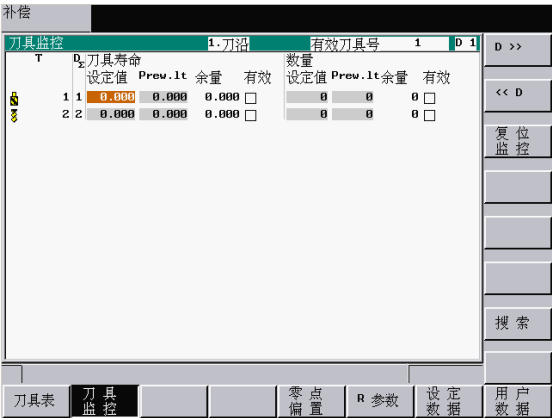 补偿
刀具监控 1.刀沿 有效刀具号 1 D 1
T DΣ 刀具寿命 数量
设定值 Prew.lt 余量 有效 设定值 Prew.lt 余量 有效
1 1 0.000 0.000 0.000 0 0 0
2 2 0.000 0.000 0.000 0 0 0
D >>
<< D
复位
监控
搜索
刀具表
刀具
监控
零点
偏置
R 参数
设定
数据
用户
数据